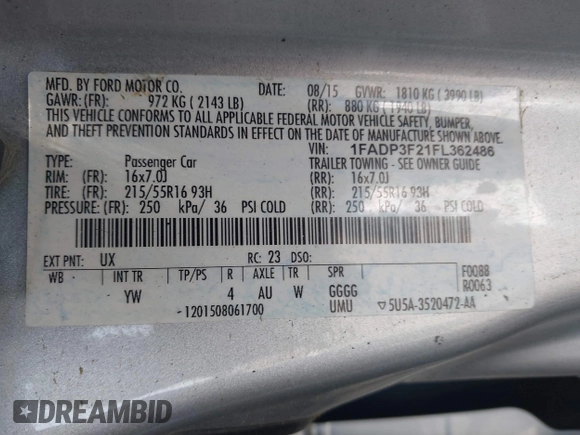 MFD. BY FORD MOTOR CO. DATE: 08/15 GVWR: 1810 KG ( 3990 LB)
GAWR: (FR): 972 KG ( 2143 LB) (RR): 880 KG ( 1940 LB)
THIS VEHICLE CONFORMS TO ALL APPLICABLE FEDERAL MOTOR VEHICLE SAFETY, BUMPER,
AND THEFT PREVENTION STANDARDS IN EFFECT ON THE DATE OF MANUFACTURE SHOWN ABOVE.
VIN: 1FADP3F21FL362486
TYPE: Passenger Car TRAILER TOWING - SEE OWNER GUIDE
RIM: (FR): 16x7.0J (RR): 16x7.0J
TIRE: (FR): 215/55R16 93H (RR): 215/55R16 93H
PRESSURE: (FR): 250 kPa/ 36 PSI COLD (RR): 250 kPa/ 36 PSI COLD
EXT PNT: UX RC: 23 DSO:
WB INT TR TP/PS R AXLE TR SPR F0088
- YW 4 AU W GGGG R0063
-1201508061700 UMU ▽ 5U5A-3520472-AA
DREAMBID